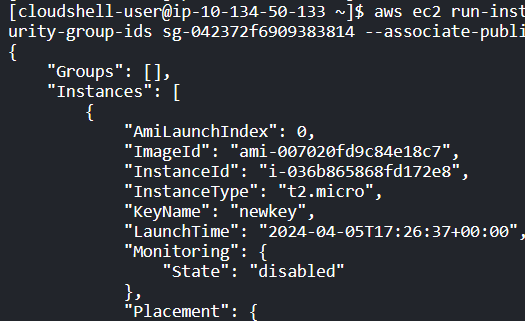 [cloudshell-user@ip-10-134-50-133 ~]$ aws ec2 run-inst
urity-group-ids sg-042372f6909383814 --associate-publi
{
    "Groups": [],
    "Instances": [
        {
            "AmiLaunchIndex": 0,
            "ImageId": "ami-007020fd9c84e18c7",
            "InstanceId": "i-036b865868fd172e8",
            "InstanceType": "t2.micro",
            "KeyName": "newkey",
            "LaunchTime": "2024-04-05T17:26:37+00:00",
            "Monitoring": {
                "State": "disabled"
            },
            "Placement": {